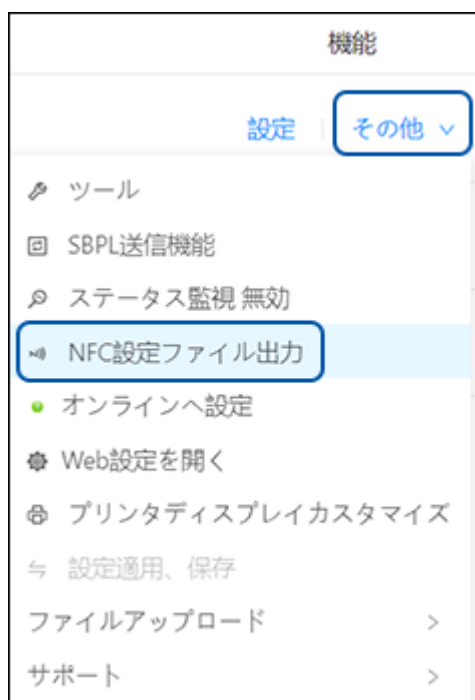 機能
設定 その他
ツール
SBPL送信機能
ステータス監視 無効
NFC設定ファイル出力
オンラインへ設定
Web設定を開く
プリンタディスプレイカスタマイズ
設定適用、保存
ファイルアップロード
サポート